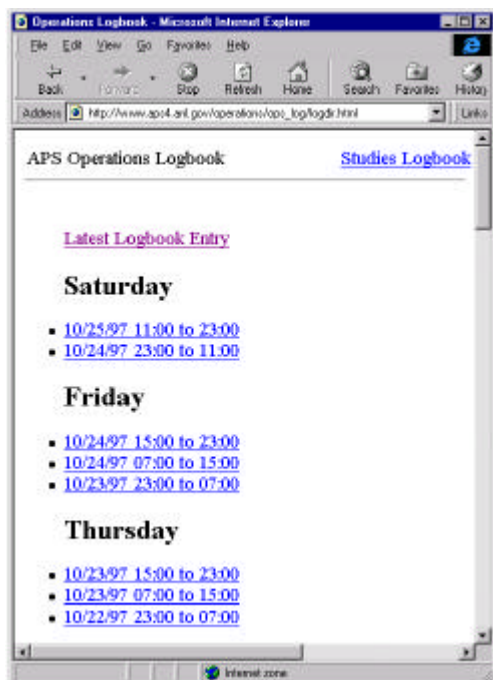 Operations Logbook - Microsoft Internet Explorer
File Edit View Go Favorites Help
Back Forward Stop Refresh Home Search Favorites History
Address http://www.aps4.anl.gov/operations/ops_log/logdir.html Links
APS Operations Logbook Studies Logbook
Latest Logbook Entry
Saturday
10/25/97 11:00 to 23:00
10/24/97 23:00 to 11:00
Friday
10/24/97 15:00 to 23:00
10/24/97 07:00 to 15:00
10/23/97 23:00 to 07:00
Thursday
10/23/97 15:00 to 23:00
10/23/97 07:00 to 15:00
10/22/97 23:00 to 07:00
Internet zone